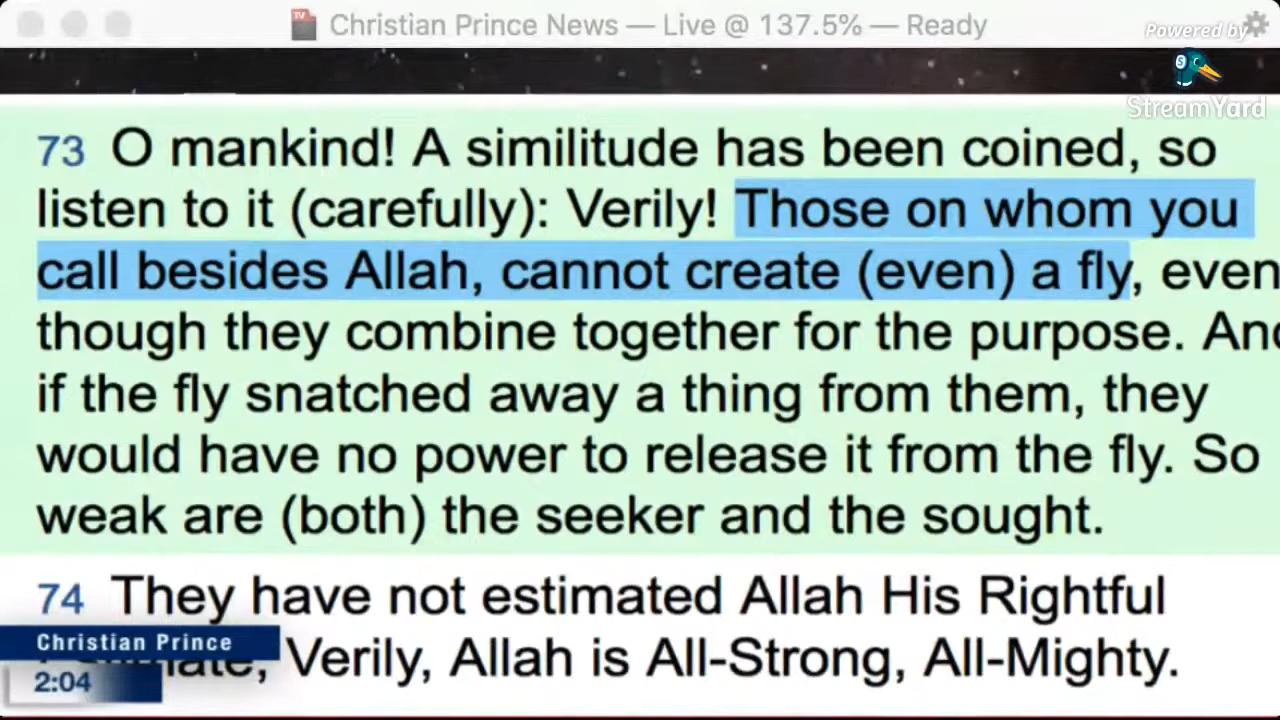 Christian Prince News — Live @ 137.5% — Ready
Powered by
StreamYard
73 O mankind! A similitude has been coined, so
listen to it (carefully): Verily! Those on whom you
call besides Allah, cannot create (even) a fly, even
though they combine together for the purpose. And
if the fly snatched away a thing from them, they
would have no power to release it from the fly. So
weak are (both) the seeker and the sought.
74 They have not estimated Allah His Rightful
Verily, Allah is All-Strong, All-Mighty.
Christian Prince
2:04